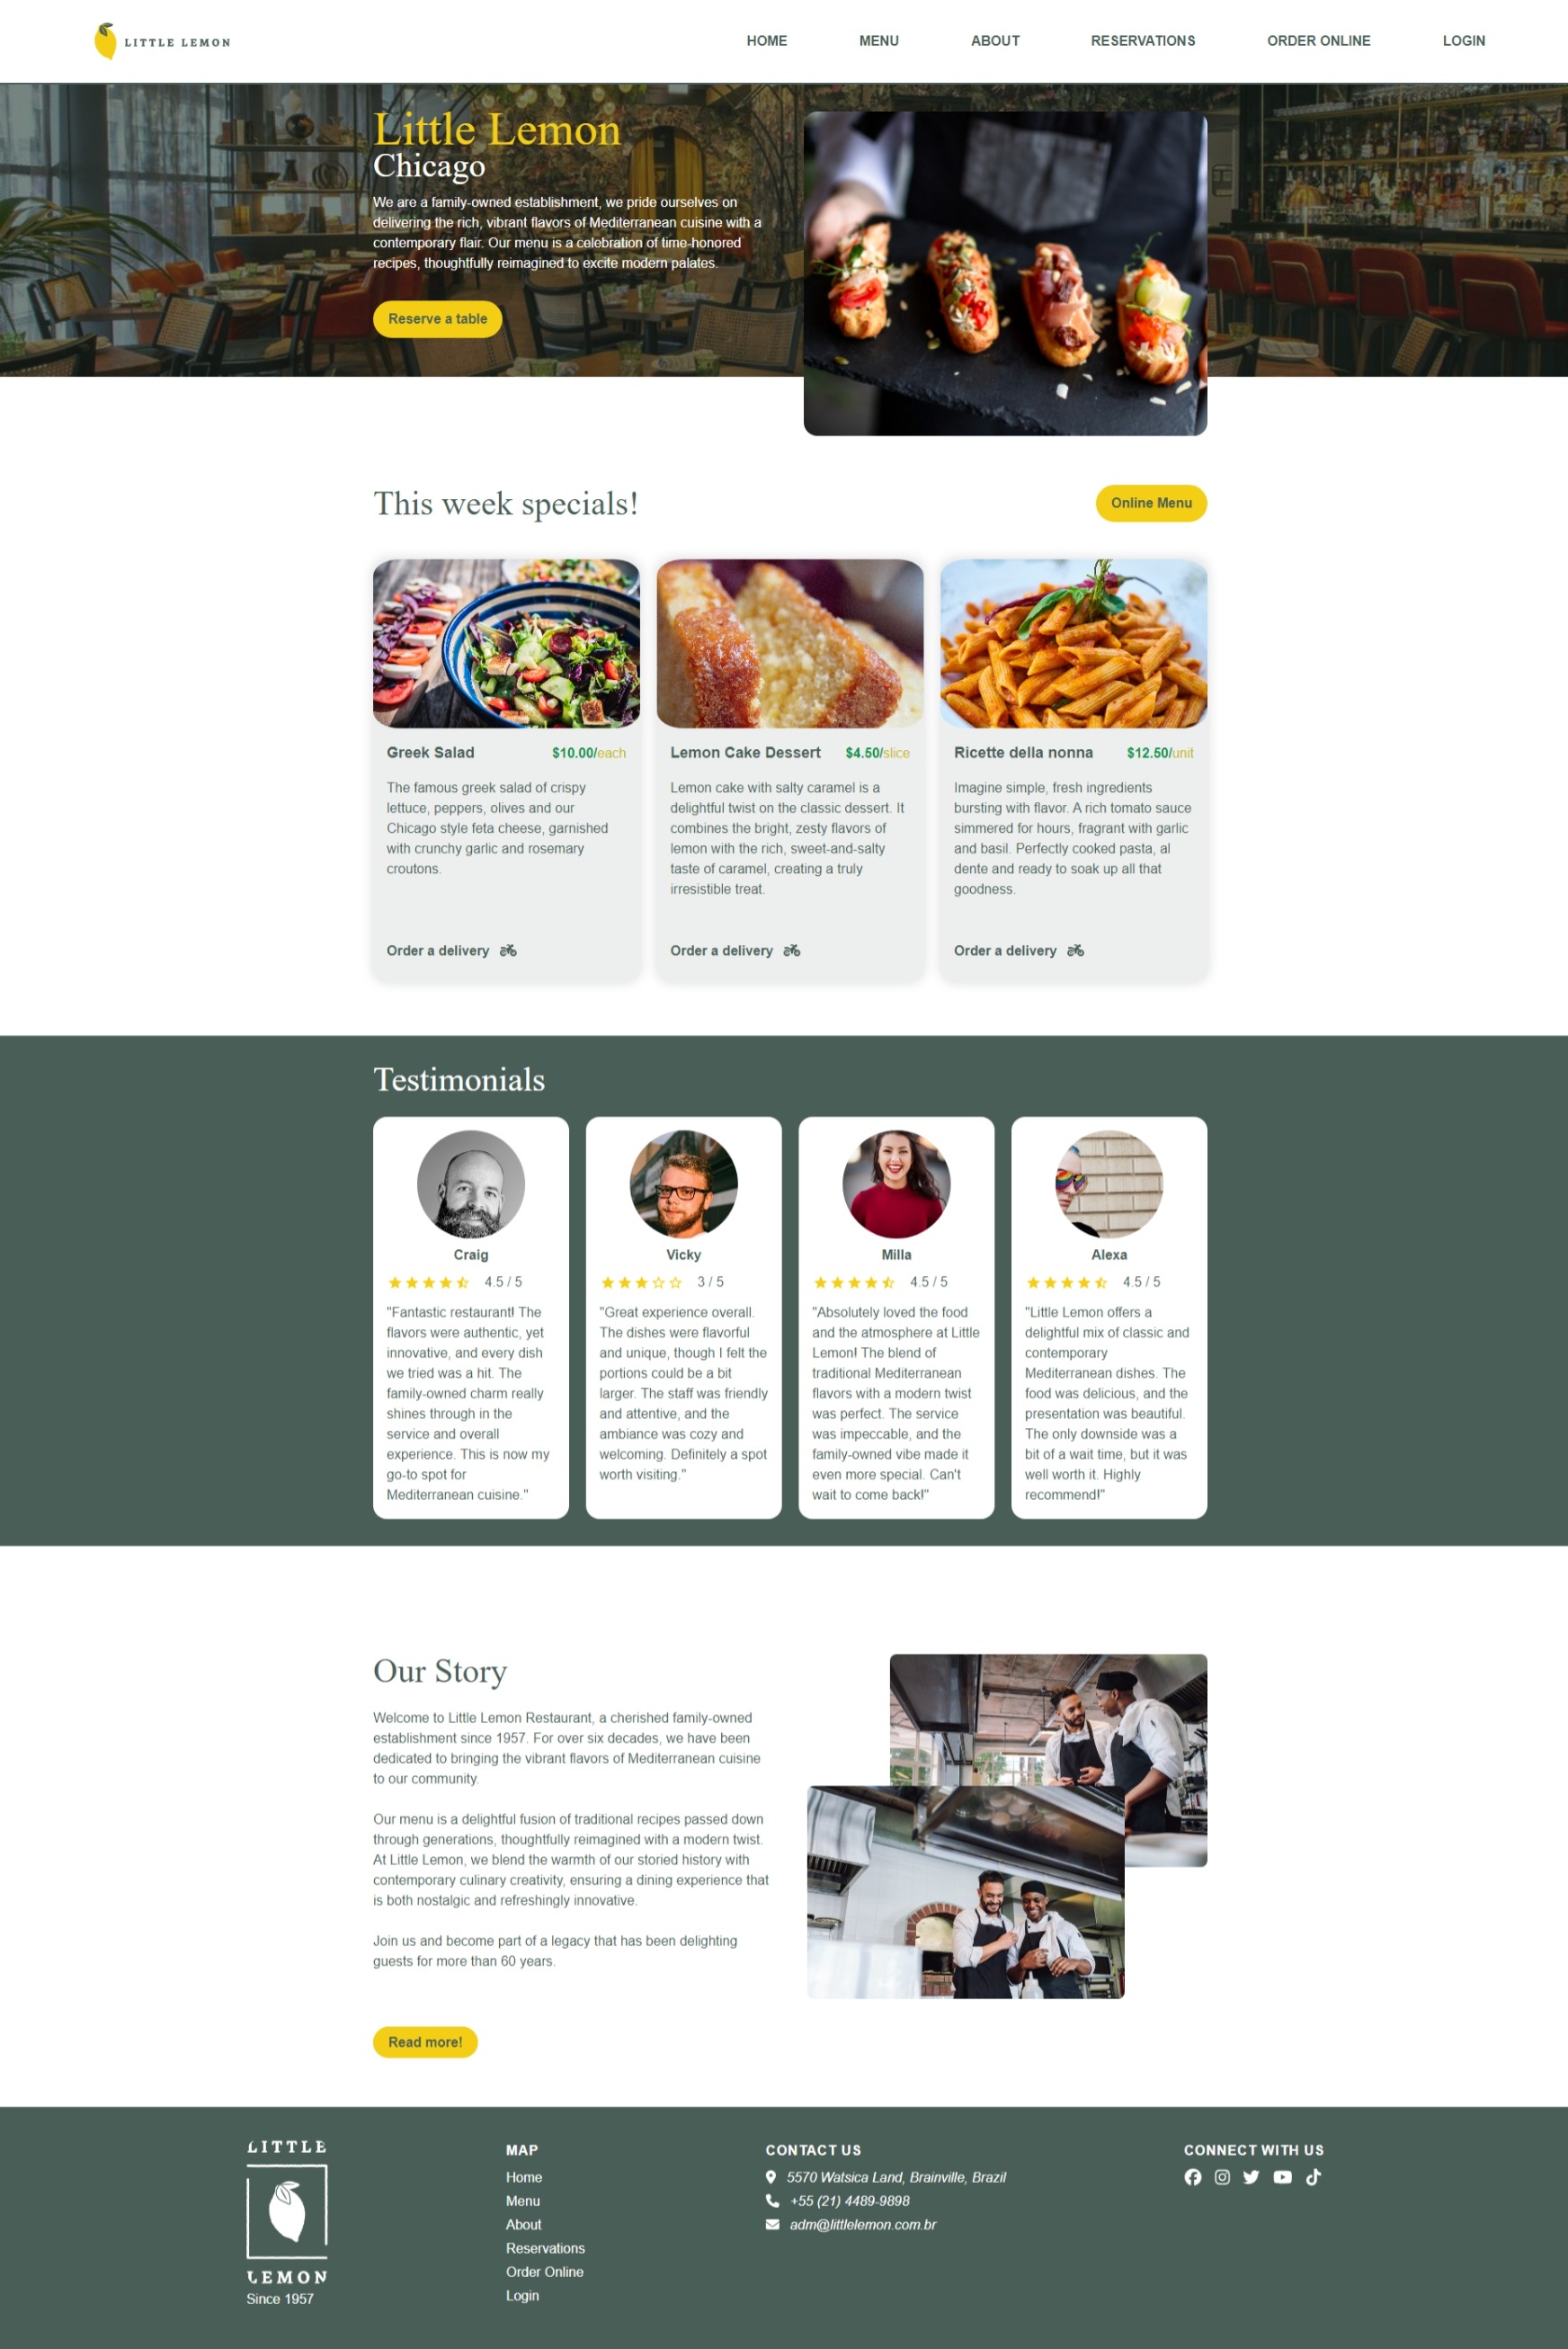 LITTLE LEMON
HOME MENU ABOUT RESERVATIONS ORDER ONLINE LOGIN
Little Lemon
Chicago
We are a family-owned establishment, we pride ourselves on
delivering the rich, vibrant flavors of Mediterranean cuisine with a
contemporary flair. Our menu is a celebration of time-honored
recipes, thoughtfully reimagined to excite modern palates.
Reserve a table
This week specials!
Online Menu
Greek Salad $10.00/each
The famous greek salad of crispy
lettuce, peppers, olives and our
Chicago style feta cheese, garnished
with crunchy garlic and rosemary
croutons.
Order a delivery
Lemon Cake Dessert $4.50/slice
Lemon cake with salty caramel is a
delightful twist on the classic dessert. It
combines the bright, zesty flavors of
lemon with the rich, sweet-and-salty
taste of caramel, creating a truly
irresistible treat.
Order a delivery
Ricette della nonna $12.50/unit
Imagine simple, fresh ingredients
bursting with flavor. A rich tomato sauce
simmered for hours, fragrant with garlic
and basil. Perfectly cooked pasta, al
dente and ready to soak up all that
goodness.
Order a delivery
Testimonials
Craig
4.5 / 5
"Fantastic restaurant! The
flavors were authentic, yet
innovative, and every dish
we tried was a hit. The
family-owned charm really
shines through in the
service and overall
experience. This is now my
go-to spot for
Mediterranean cuisine."
Vicky
3 / 5
"Great experience overall.
The dishes were flavorful
and unique, though I felt the
portions could be a bit
larger. The staff was friendly
and attentive, and the
ambiance was cozy and
welcoming. Definitely a spot
worth visiting."
Milla
4.5 / 5
"Absolutely loved the food
and the atmosphere at Little
Lemon! The blend of
traditional Mediterranean
flavors with a modern twist
was perfect. The service
was impeccable, and the
family-owned vibe made it
even more special. Can't
wait to come back!"
Alexa
4.5 / 5
"Little Lemon offers a
delightful mix of classic and
contemporary
Mediterranean dishes. The
food was delicious, and the
presentation was beautiful.
The only downside was a
bit of a wait time, but it was
well worth it. Highly
recommend!"
Our Story
Welcome to Little Lemon Restaurant, a cherished family-owned
establishment since 1957. For over six decades, we have been
dedicated to bringing the vibrant flavors of Mediterranean cuisine
to our community.
Our menu is a delightful fusion of traditional recipes passed down
through generations, thoughtfully reimagined with a modern twist.
At Little Lemon, we blend the warmth of our storied history with
contemporary culinary creativity, ensuring a dining experience that
is both nostalgic and refreshingly innovative.
Join us and become part of a legacy that has been delighting
guests for more than 60 years.
Read more!
LITTLE
LEMON
Since 1957
MAP
Home
Menu
About
Reservations
Order Online
Login
CONTACT US
5570 Watsica Land, Brainville, Brazil
+55 (21) 4489-9898
adm@littlelemon.com.br
CONNECT WITH US